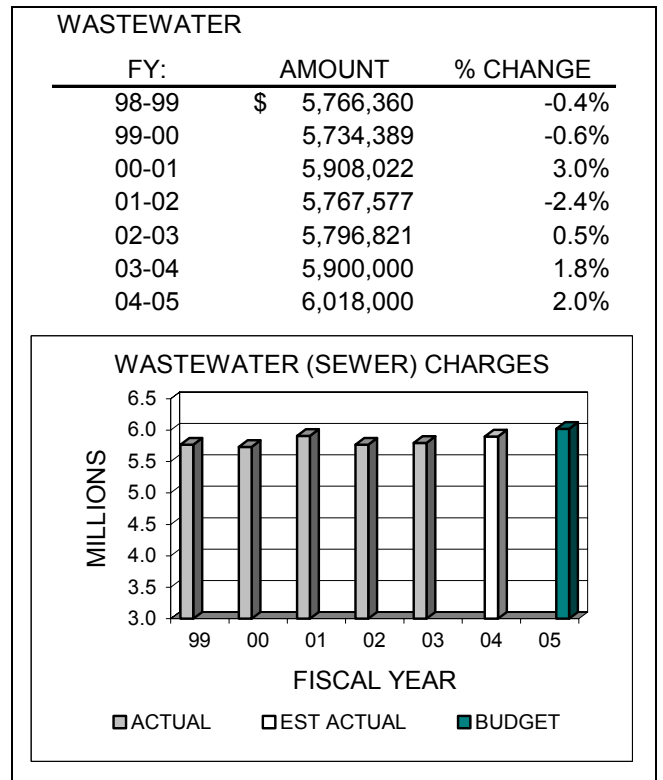 WASTEWATER
FY: AMOUNT % CHANGE
98-99 $ 5,766,360 -0.4%
99-00 5,734,389 -0.6%
00-01 5,908,022 3.0%
01-02 5,767,577 -2.4%
02-03 5,796,821 0.5%
03-04 5,900,000 1.8%
04-05 6,018,000 2.0%
WASTEWATER (SEWER) CHARGES
MILLIONS
6.5
6.0
5.5
5.0
4.5
4.0
3.5
3.0
99 00 01 02 03 04 05
FISCAL YEAR
ACTUAL EST ACTUAL BUDGET